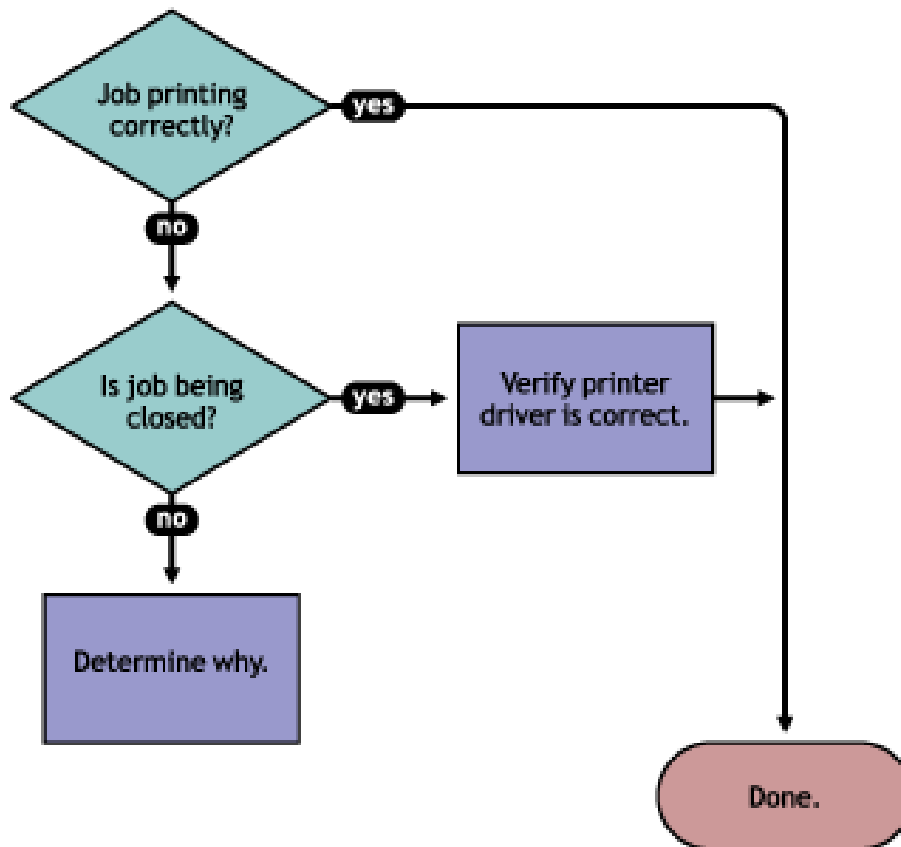 Job printing
correctly?
yes
no
Is job being
closed?
yes
Verify printer
driver is correct.
no
Determine why.
Done.